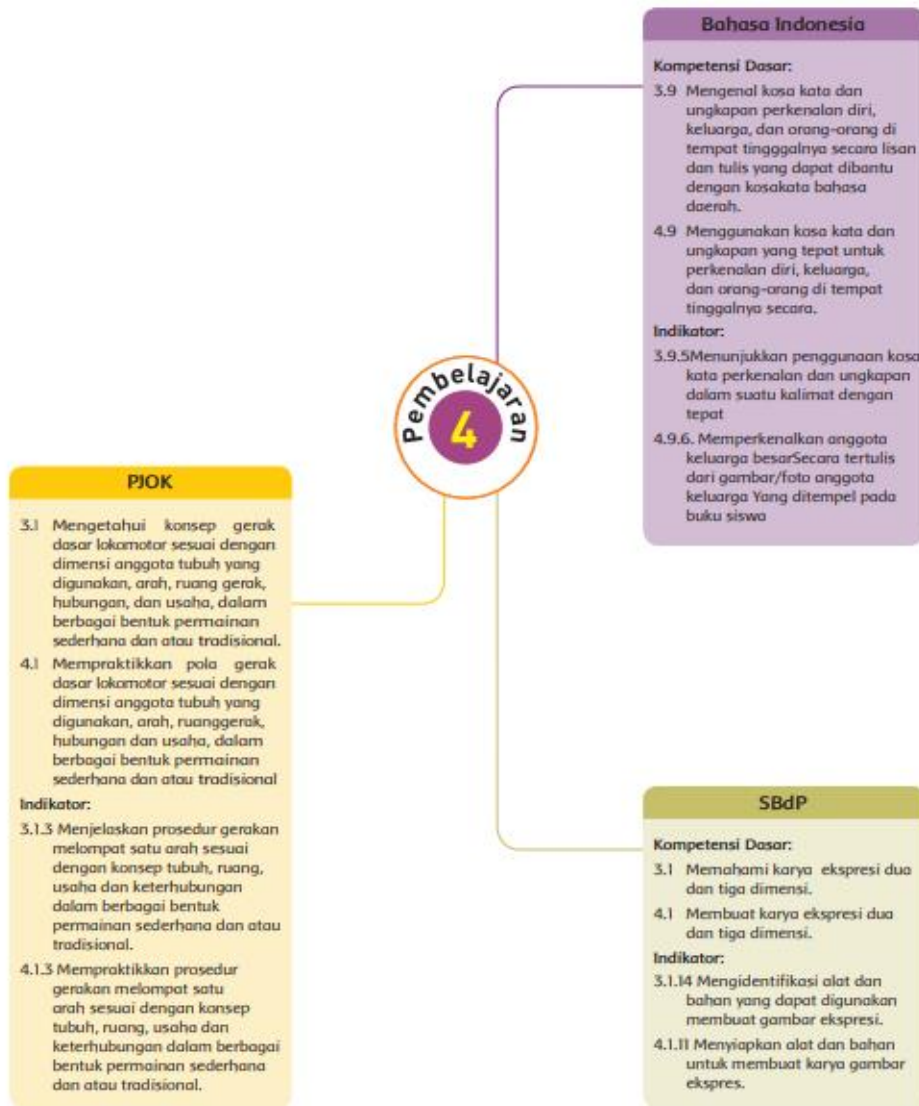 Pembelajaran
4
Bahasa Indonesia
Kompetensi Dasar:
3.9 Mengenal kosa kata dan
ungkapan perkenalan diri,
keluarga, dan orang-orang di
tempat tingggalnya secara lisan
dan tulis yang dapat dibantu
dengan kosakata bahasa
daerah.
4.9 Menggunakan kosa kata dan
ungkapan yang tepat untuk
perkenalan diri, keluarga,
dan orang-orang di tempat
tinggalnya secara.
Indikator:
3.9.5Menunjukkan penggunaan kosa
kata perkenalan dan ungkapan
dalam suatu kalimat dengan
tepat
4.9.6. Memperkenalkan anggota
keluarga besarSecara tertulis
dari gambar/foto anggota
keluarga Yang ditempel pada
buku siswa
PJOK
3.1 Mengetahui konsep gerak
dasar lokomotor sesuai dengan
dimensi anggota tubuh yang
digunakan, arah, ruang gerak,
hubungan, dan usaha, dalam
berbagai bentuk permainan
sederhana dan atau tradisional.
4.1 Mempraktikkan pola gerak
dasar lokomotor sesuai dengan
dimensi anggota tubuh yang
digunakan, arah, ruanggerak,
hubungan dan usaha, dalam
berbagai bentuk permainan
sederhana dan atau tradisional
Indikator:
3.1.3 Menjelaskan prosedur gerakan
melompat satu arah sesuai
dengan konsep tubuh, ruang,
usaha dan keterhubungan
dalam berbagai bentuk
permainan sederhana dan atau
tradisional.
4.1.3 Mempraktikkan prosedur
gerakan melompat satu
arah sesuai dengan konsep
tubuh, ruang, usaha dan
keterhubungan dalam berbagai
bentuk permainan sederhana
dan atau tradisional.
SBdP
Kompetensi Dasar:
3.1 Memahami karya ekspresi dua
dan tiga dimensi.
4.1 Membuat karya ekspresi dua
dan tiga dimensi.
Indikator:
3.1.14 Mengidentifikasi alat dan
bahan yang dapat digunakan
membuat gambar ekspresi.
4.1.11 Menyiapkan alat dan bahan
untuk membuat karya gambar
ekspres.